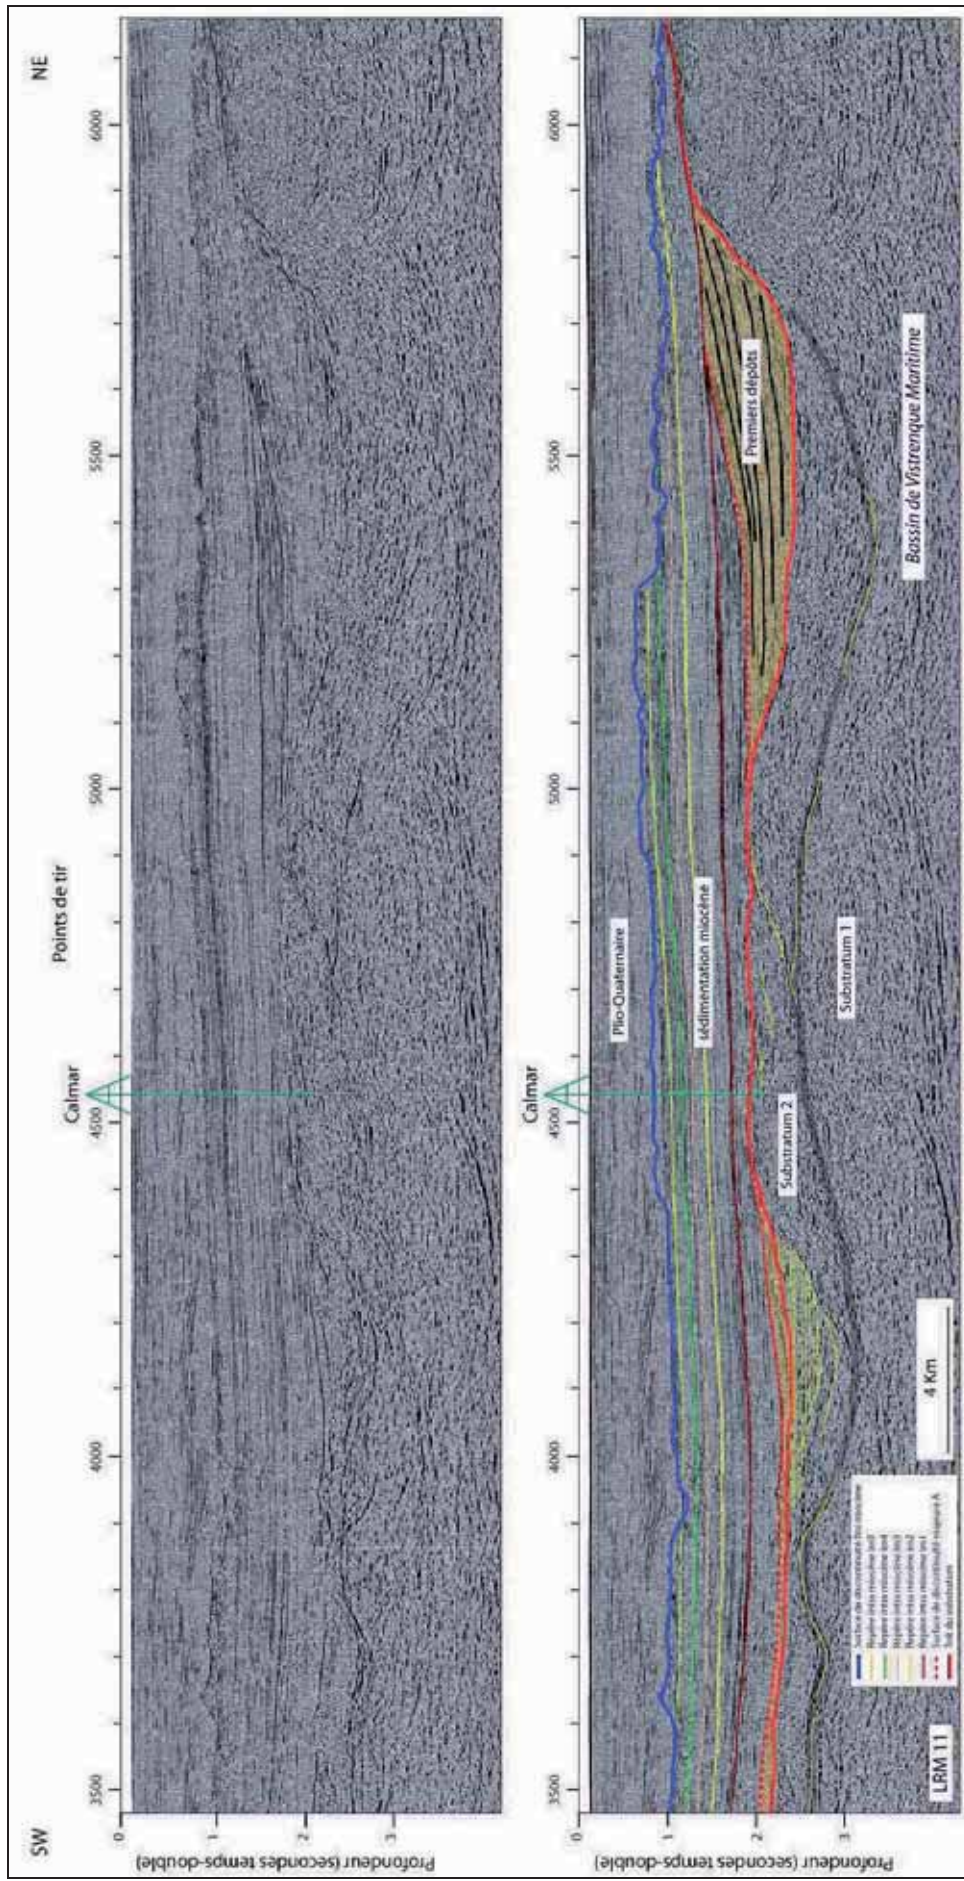 SW
Points de tir
NE
3500
4000
4500
5000
5500
6000
Calmar
0
1
2
3
Profondeur (secondes temps-double)
3500
4000
4500
5000
5500
6000
Calmar
0
1
2
3
Profondeur (secondes temps-double)
Plio-Quaternaire
sédimentation miocène
Premiers dépôts
Substratum 2
Substratum 1
Bassin de Vistrenque Maritime
4 Km
LRM 11